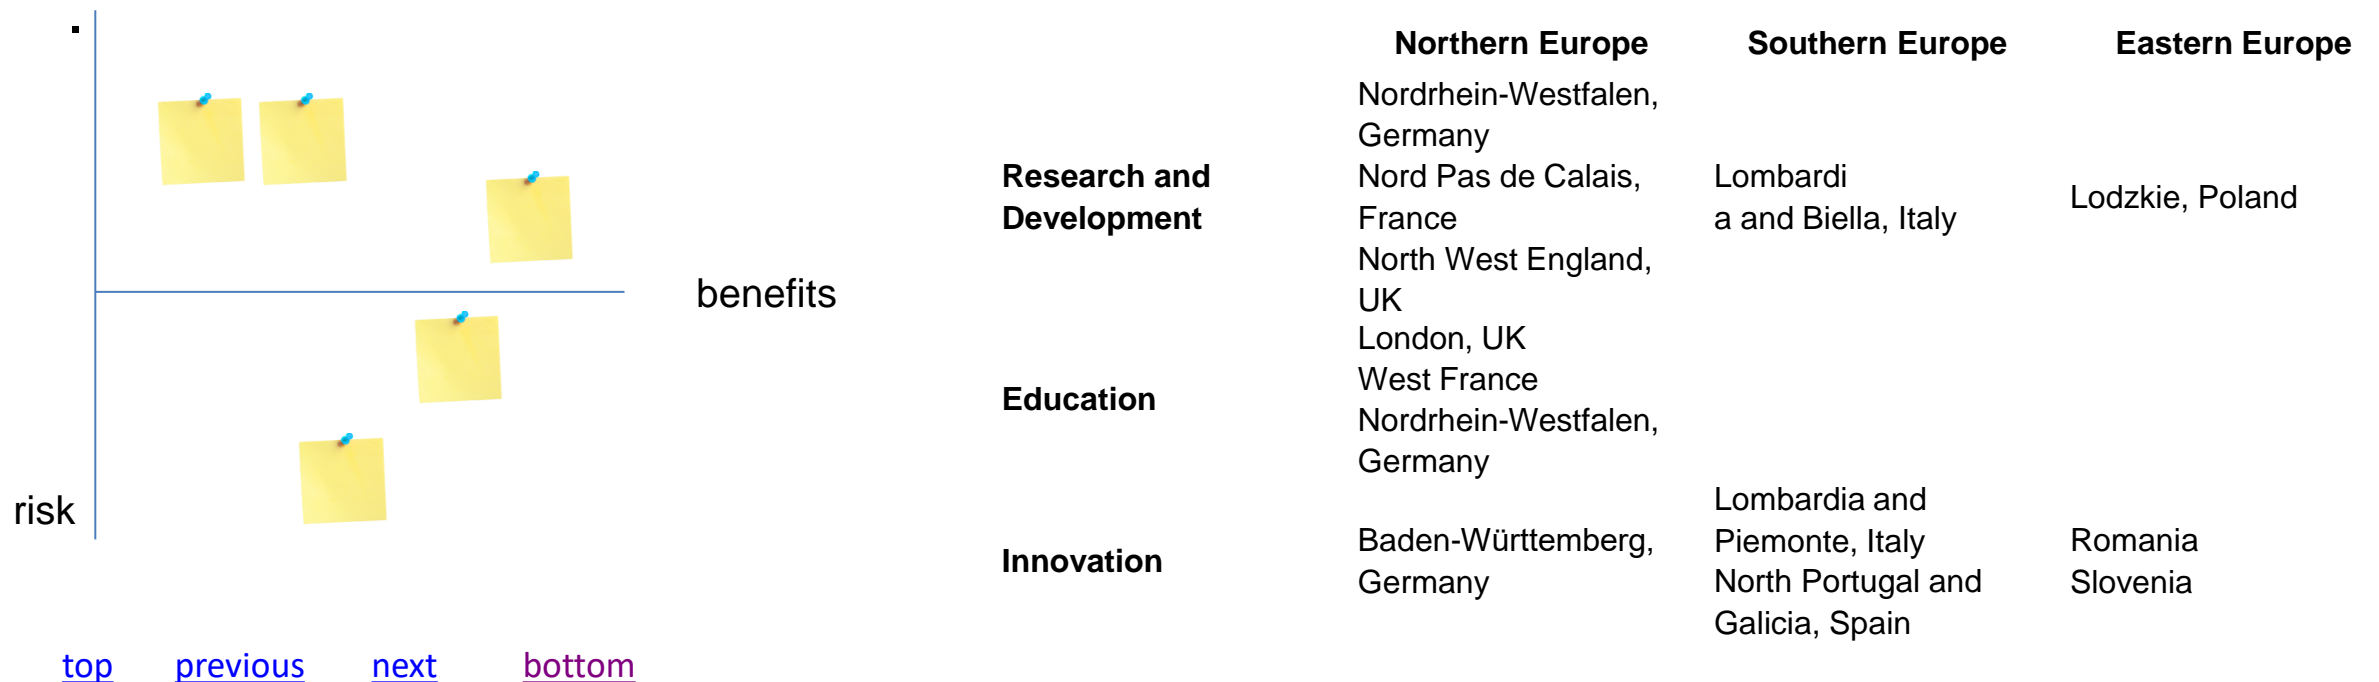 ▪
benefits
risk
top previous next bottom
Northern Europe Southern Europe Eastern Europe
Research and
Development
Nordrhein-Westfalen,
Germany
Nord Pas de Calais,
France
North West England,
UK
Lombardi
a and Biella, Italy
Lodzkie, Poland
Education
London, UK
West France
Nordrhein-Westfalen,
Germany
Innovation
Baden-Württemberg,
Germany
Lombardia and
Piemonte, Italy
North Portugal and
Galicia, Spain
Romania
Slovenia